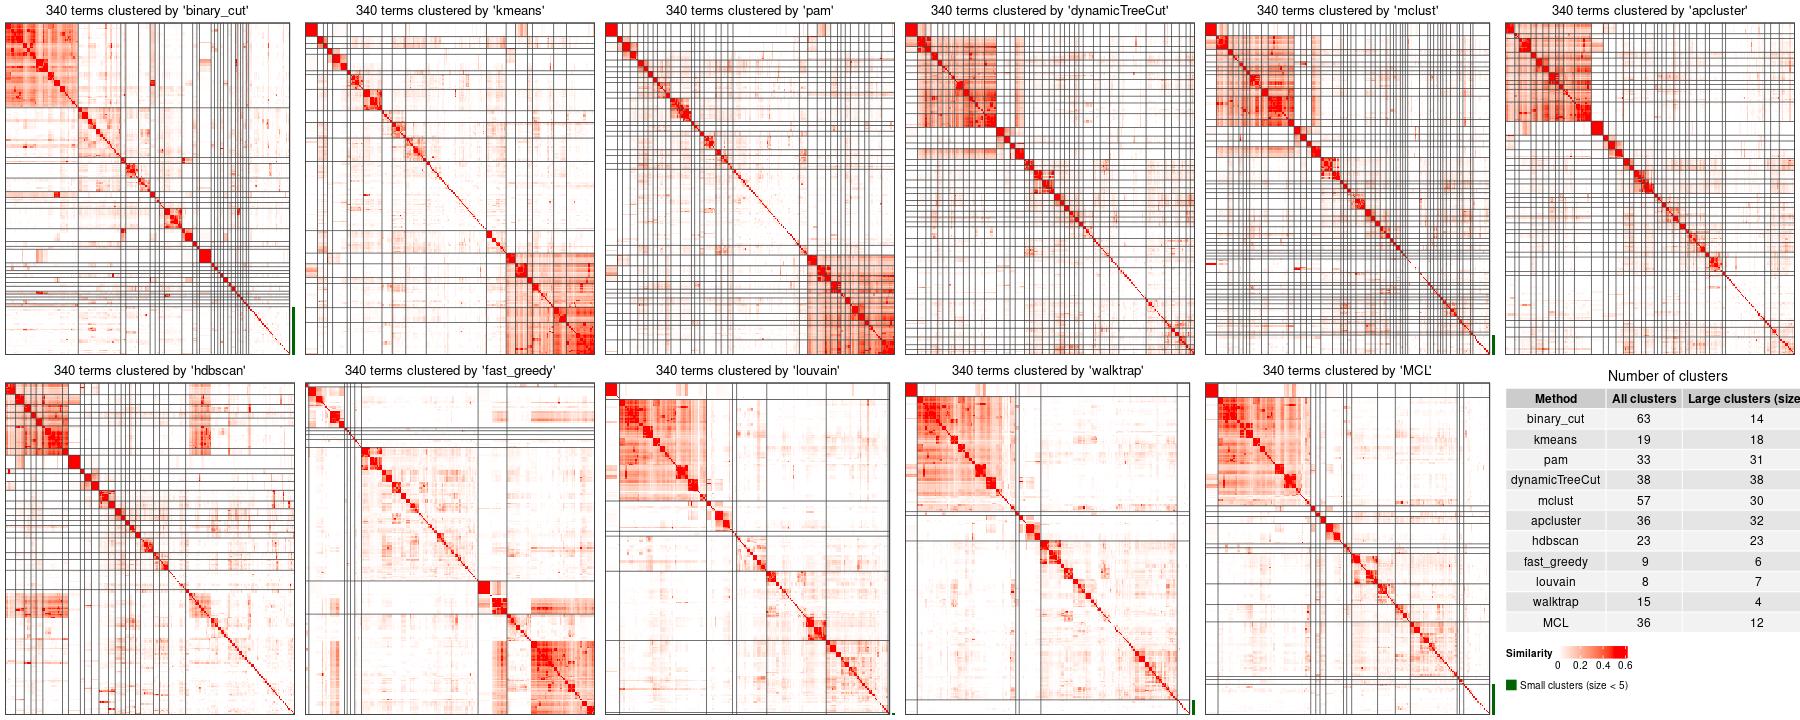 340 terms clustered by 'binary_cut'
340 terms clustered by 'kmeans'
340 terms clustered by 'pam'
340 terms clustered by 'dynamicTreeCut'
340 terms clustered by 'mclust'
340 terms clustered by 'apcluster'
340 terms clustered by 'hdbscan'
340 terms clustered by 'fast_greedy'
340 terms clustered by 'louvain'
340 terms clustered by 'walktrap'
340 terms clustered by 'MCL'
Number of clusters
Method All clusters Large clusters (size
binary_cut 63 14
kmeans 19 18
pam 33 31
dynamicTreeCut 38 38
mclust 57 30
apcluster 36 32
hdbscan 23 23
fast_greedy 9 6
louvain 8 7
walktrap 15 4
MCL 36 12
Similarity
0 0.2 0.4 0.6
Small clusters (size < 5)